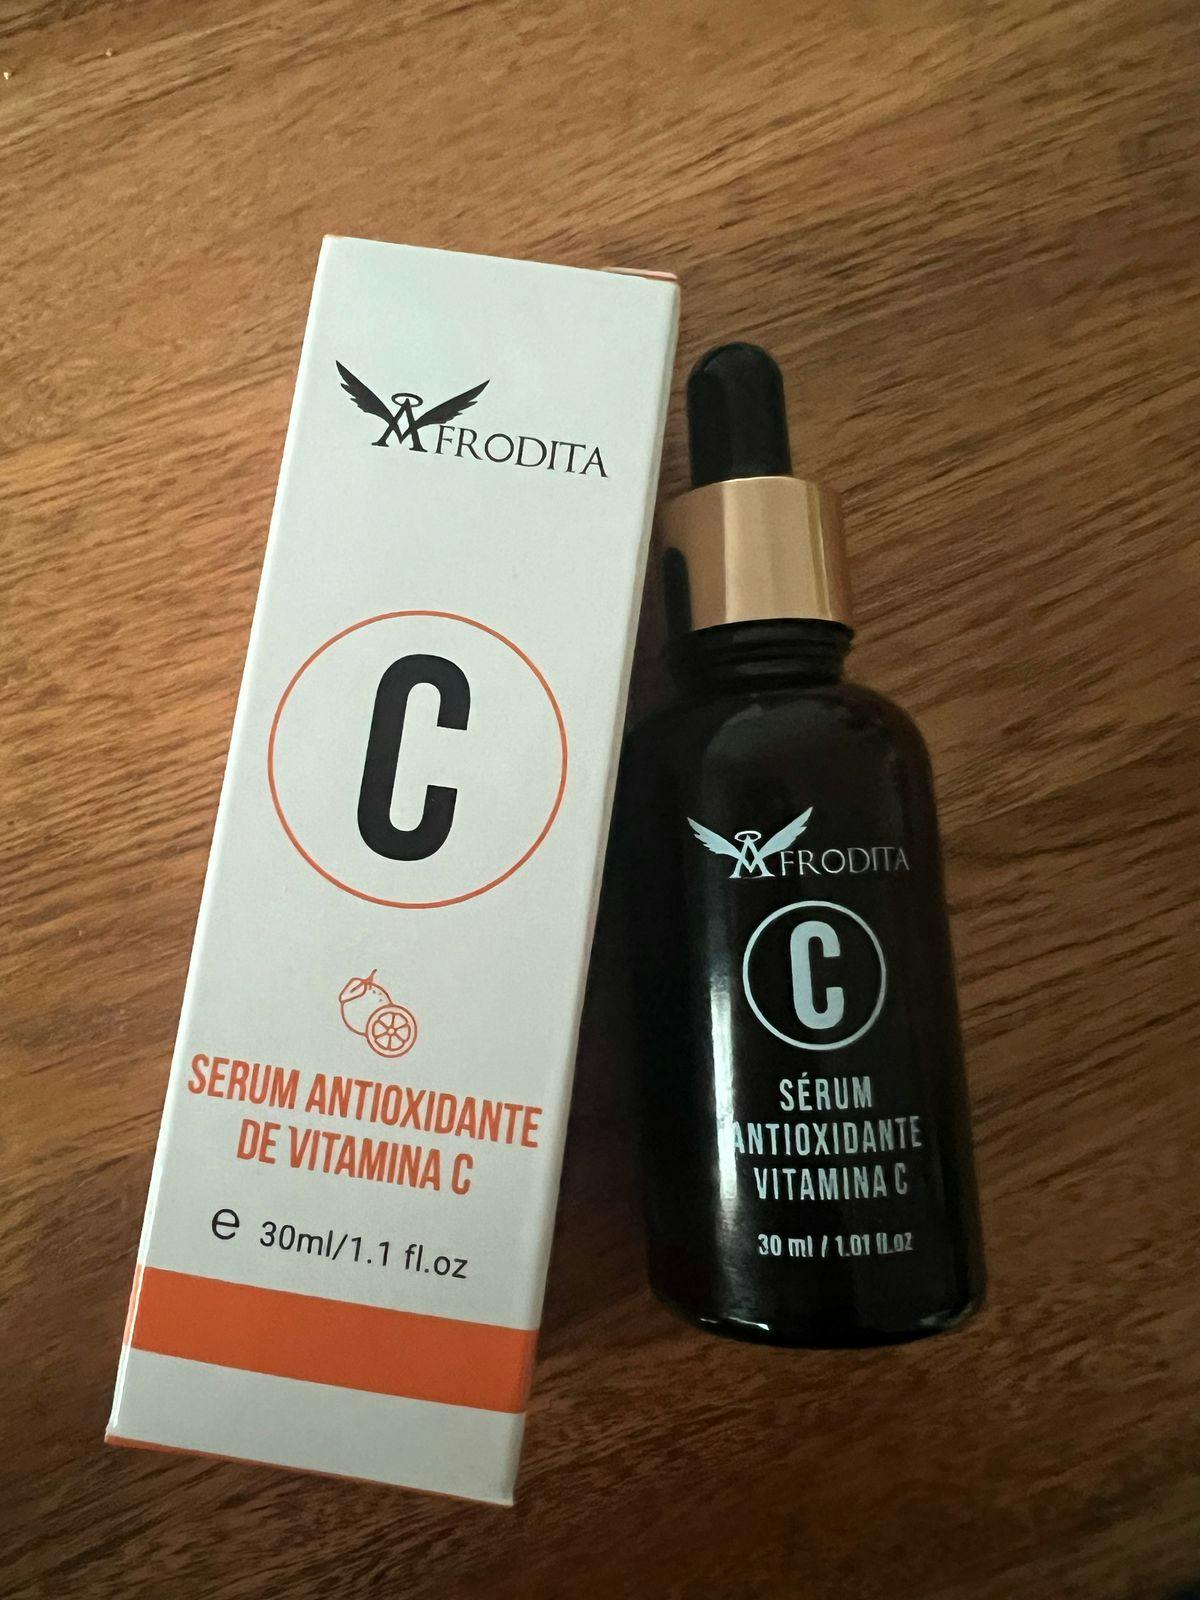 AFRODITA
C
SERUM ANTIOXIDANTE
DE VITAMINA C
e 30ml/1.1 fl.oz
AFRODITA
C
SÉRUM
ANTIOXIDANTE
VITAMINA C
30 ml / 1.01 fl.oz